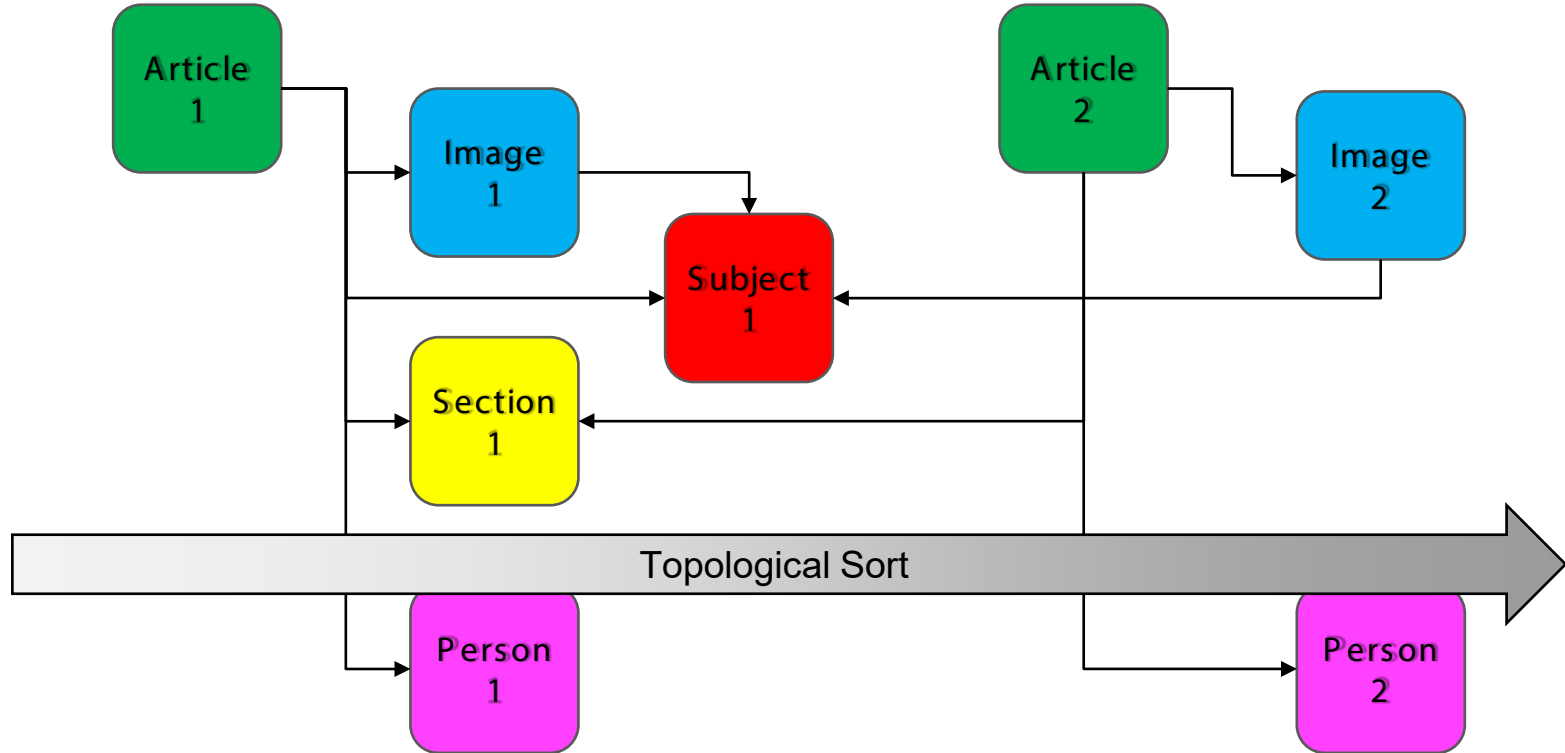 Article
1
Article
2
Image
1
Image
2
Subject
1
Section
1
Topological Sort
Person
1
Person
2